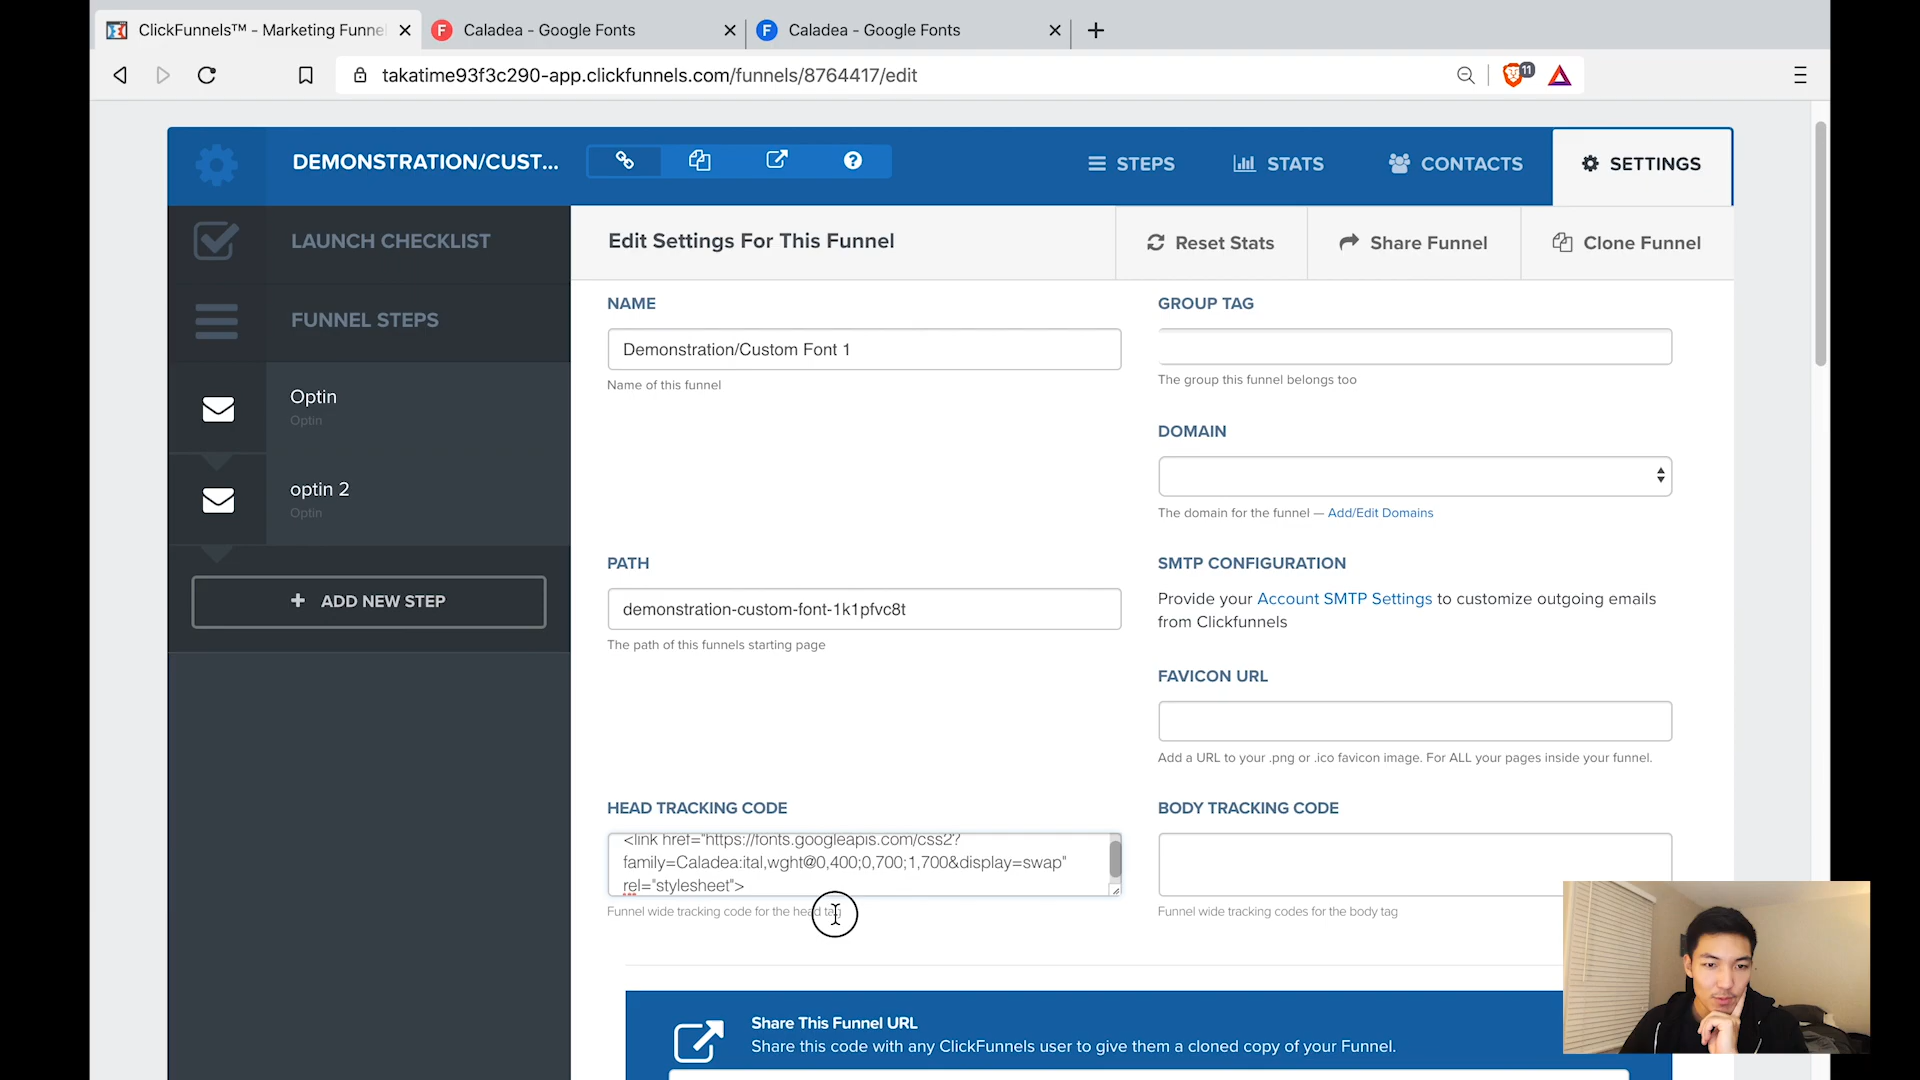 ClickFunnels™ - Marketing Funne
Caladea - Google Fonts
Caladea - Google Fonts
takatime93f3c290-app.clickfunnels.com/funnels/8764417/edit
11
DEMONSTRATION/CUST...
STEPS
STATS
CONTACTS
SETTINGS
LAUNCH CHECKLIST
FUNNEL STEPS
Optin
Optin
optin 2
Optin
+ ADD NEW STEP
Edit Settings For This Funnel
Reset Stats
Share Funnel
Clone Funnel
NAME
Demonstration/Custom Font 1
Name of this funnel
GROUP TAG
The group this funnel belongs too
DOMAIN
The domain for the funnel — Add/Edit Domains
PATH
demonstration-custom-font-1k1pfvc8t
The path of this funnels starting page
SMTP CONFIGURATION
Provide your Account SMTP Settings to customize outgoing emails
from Clickfunnels
FAVICON URL
Add a URL to your .png or .ico favicon image. For ALL your pages inside your funnel.
HEAD TRACKING CODE
<link href="https://fonts.googleapis.com/css2?
family=Caladea:ital,wght@0,400;0,700;1,700&display=swap"
rel="stylesheet">
Funnel wide tracking code for the head tag
BODY TRACKING CODE
Funnel wide tracking codes for the body tag
Share This Funnel URL
Share this code with any ClickFunnels user to give them a cloned copy of your Funnel.